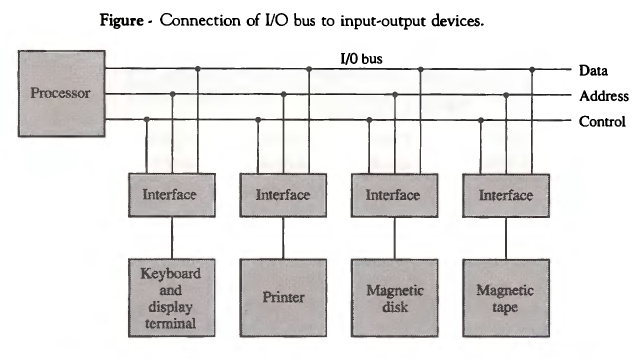 Figure - Connection of I/O bus to input-output devices.
I/0 bus
Data
Processor
Address
Control
Interface
Interface
Interface
Interface
Keyboard
and
display
terminal
Printer
Magnetic
disk
Magnetic
tape